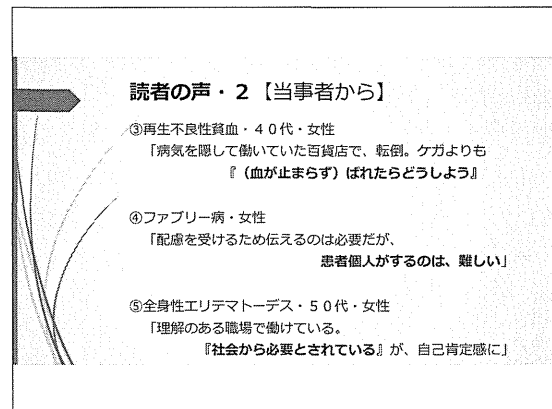 読者の声・2【当事者から】
③再生不良性貧血・40代・女性
「病気を隠して働いていた百貨店で、転倒。ケガよりも
『(血が止まらず)ばれたらどうしよう』
④ファブリー病・女性
「配慮を受けるため伝えるのは必要だが、
患者個人がするのは、難しい」
⑤全身性エリテマトーデス・50代・女性
「理解のある職場で働けている。
『社会から必要とされている』が、自己肯定感に」